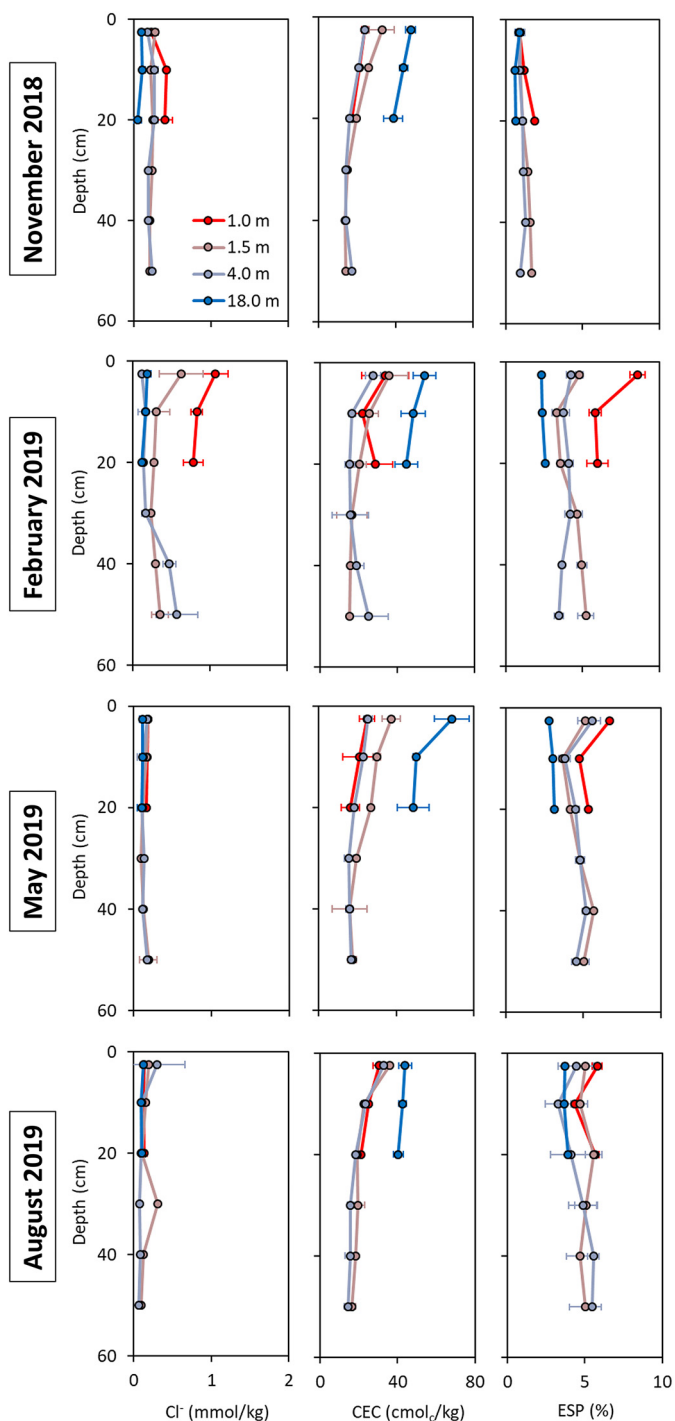 November 2018
Depth (cm)
0
20
40
60
1.0 m
1.5 m
4.0 m
18.0 m
February 2019
Depth (cm)
0
20
40
60
May 2019
Depth (cm)
0
20
40
60
August 2019
Depth (cm)
0
20
40
60
0 1 2
0 40 80
0 5 10
Cl⁻ (mmol/kg)
CEC (cmolc/kg)
ESP (%)